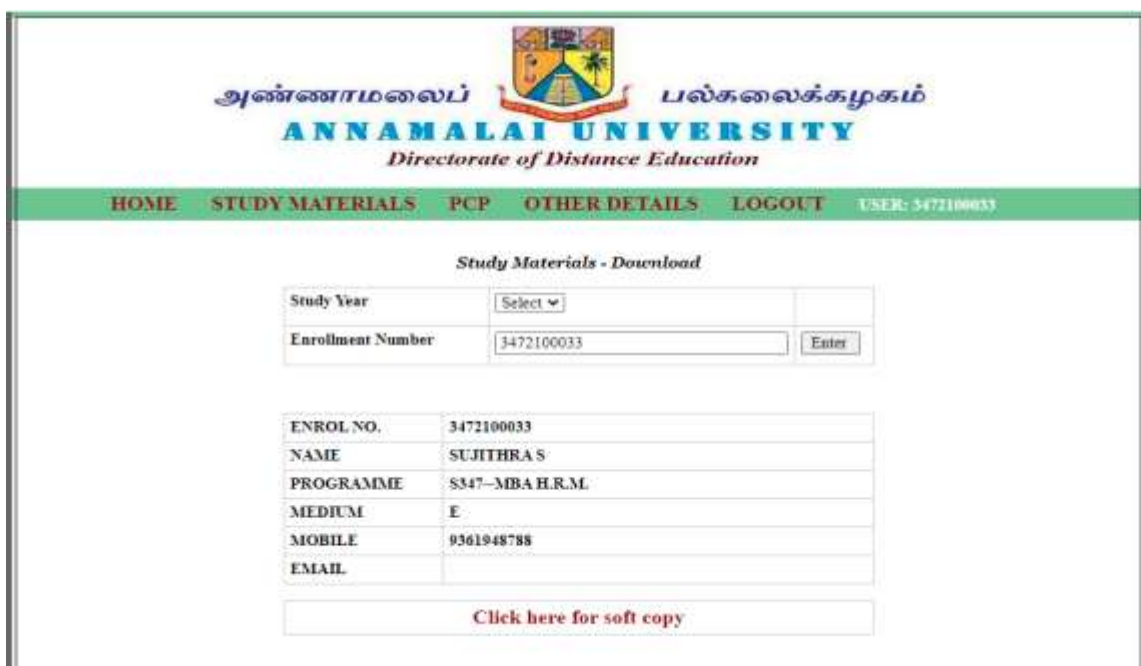 அண்ணாமலைப் பல்கலைக்கழகம்
ANNAMALAI UNIVERSITY
Directorate of Distance Education
HOME STUDY MATERIALS PCP OTHER DETAILS LOGOUT USER: 3472100033
Study Materials - Download
Study Year Select
Enrollment Number 3472100033 Enter
ENROL NO. 3472100033
NAME SUJITHRA S
PROGRAMME S347--MBA H.R.M.
MEDIUM E
MOBILE 9361948788
EMAIL
Click here for soft copy